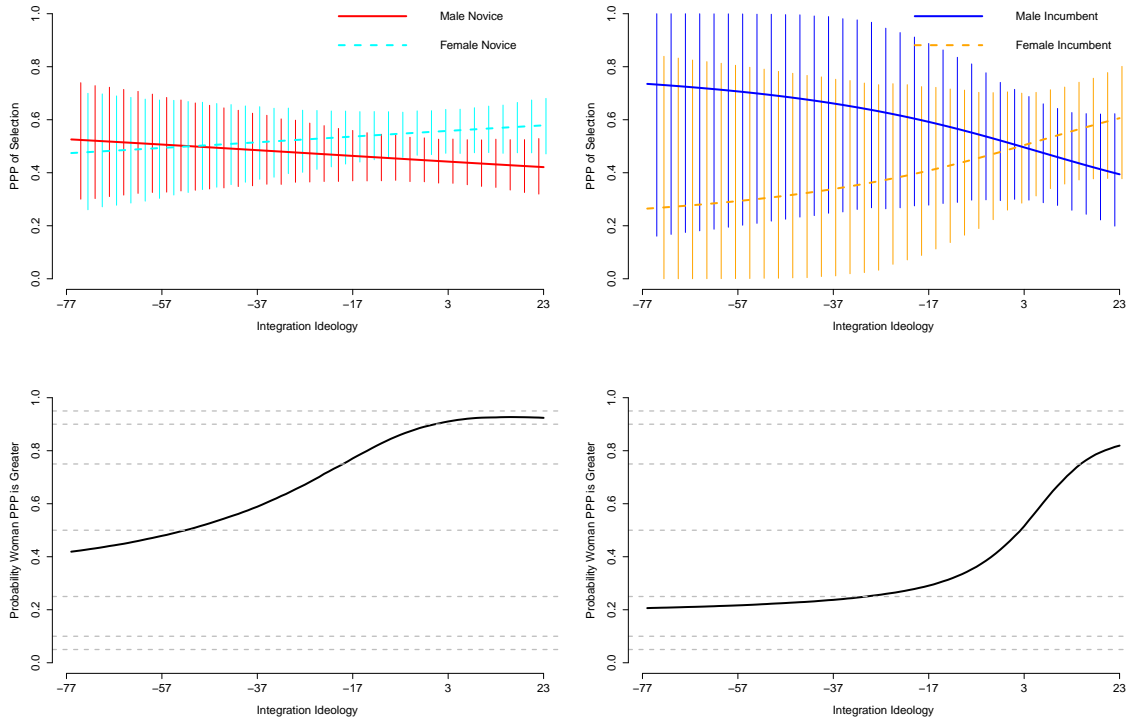 Male Novice
Female Novice
PPP of Selection
0.0 0.2 0.4 0.6 0.8 1.0
−77 −57 −37 −17 3 23
Integration Ideology
Male Incumbent
Female Incumbent
PPP of Selection
0.0 0.2 0.4 0.6 0.8 1.0
−77 −57 −37 −17 3 23
Integration Ideology
Probability Woman PPP is Greater
0.0 0.2 0.4 0.6 0.8 1.0
−77 −57 −37 −17 3 23
Integration Ideology
Probability Woman PPP is Greater
0.0 0.2 0.4 0.6 0.8 1.0
−77 −57 −37 −17 3 23
Integration Ideology